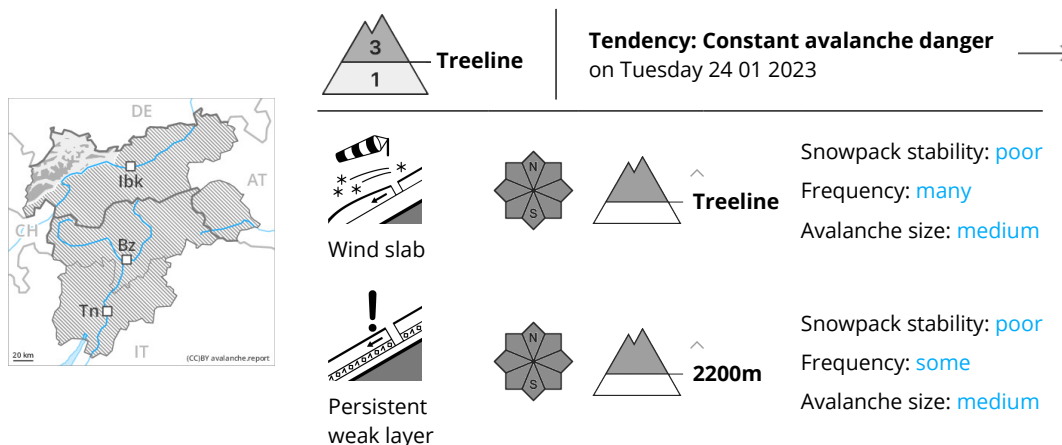 3
1
Treeline
Tendency: Constant avalanche danger
on Tuesday 24 01 2023
DE
Ibk
AT
CH
Bz
Tn
IT
20 km
(CC)BY avalanche.report
N
S
Treeline
Snowpack stability: poor
Frequency: many
Avalanche size: medium
Wind slab
N
S
2200m
Snowpack stability: poor
Frequency: some
Avalanche size: medium
Persistent
weak layer